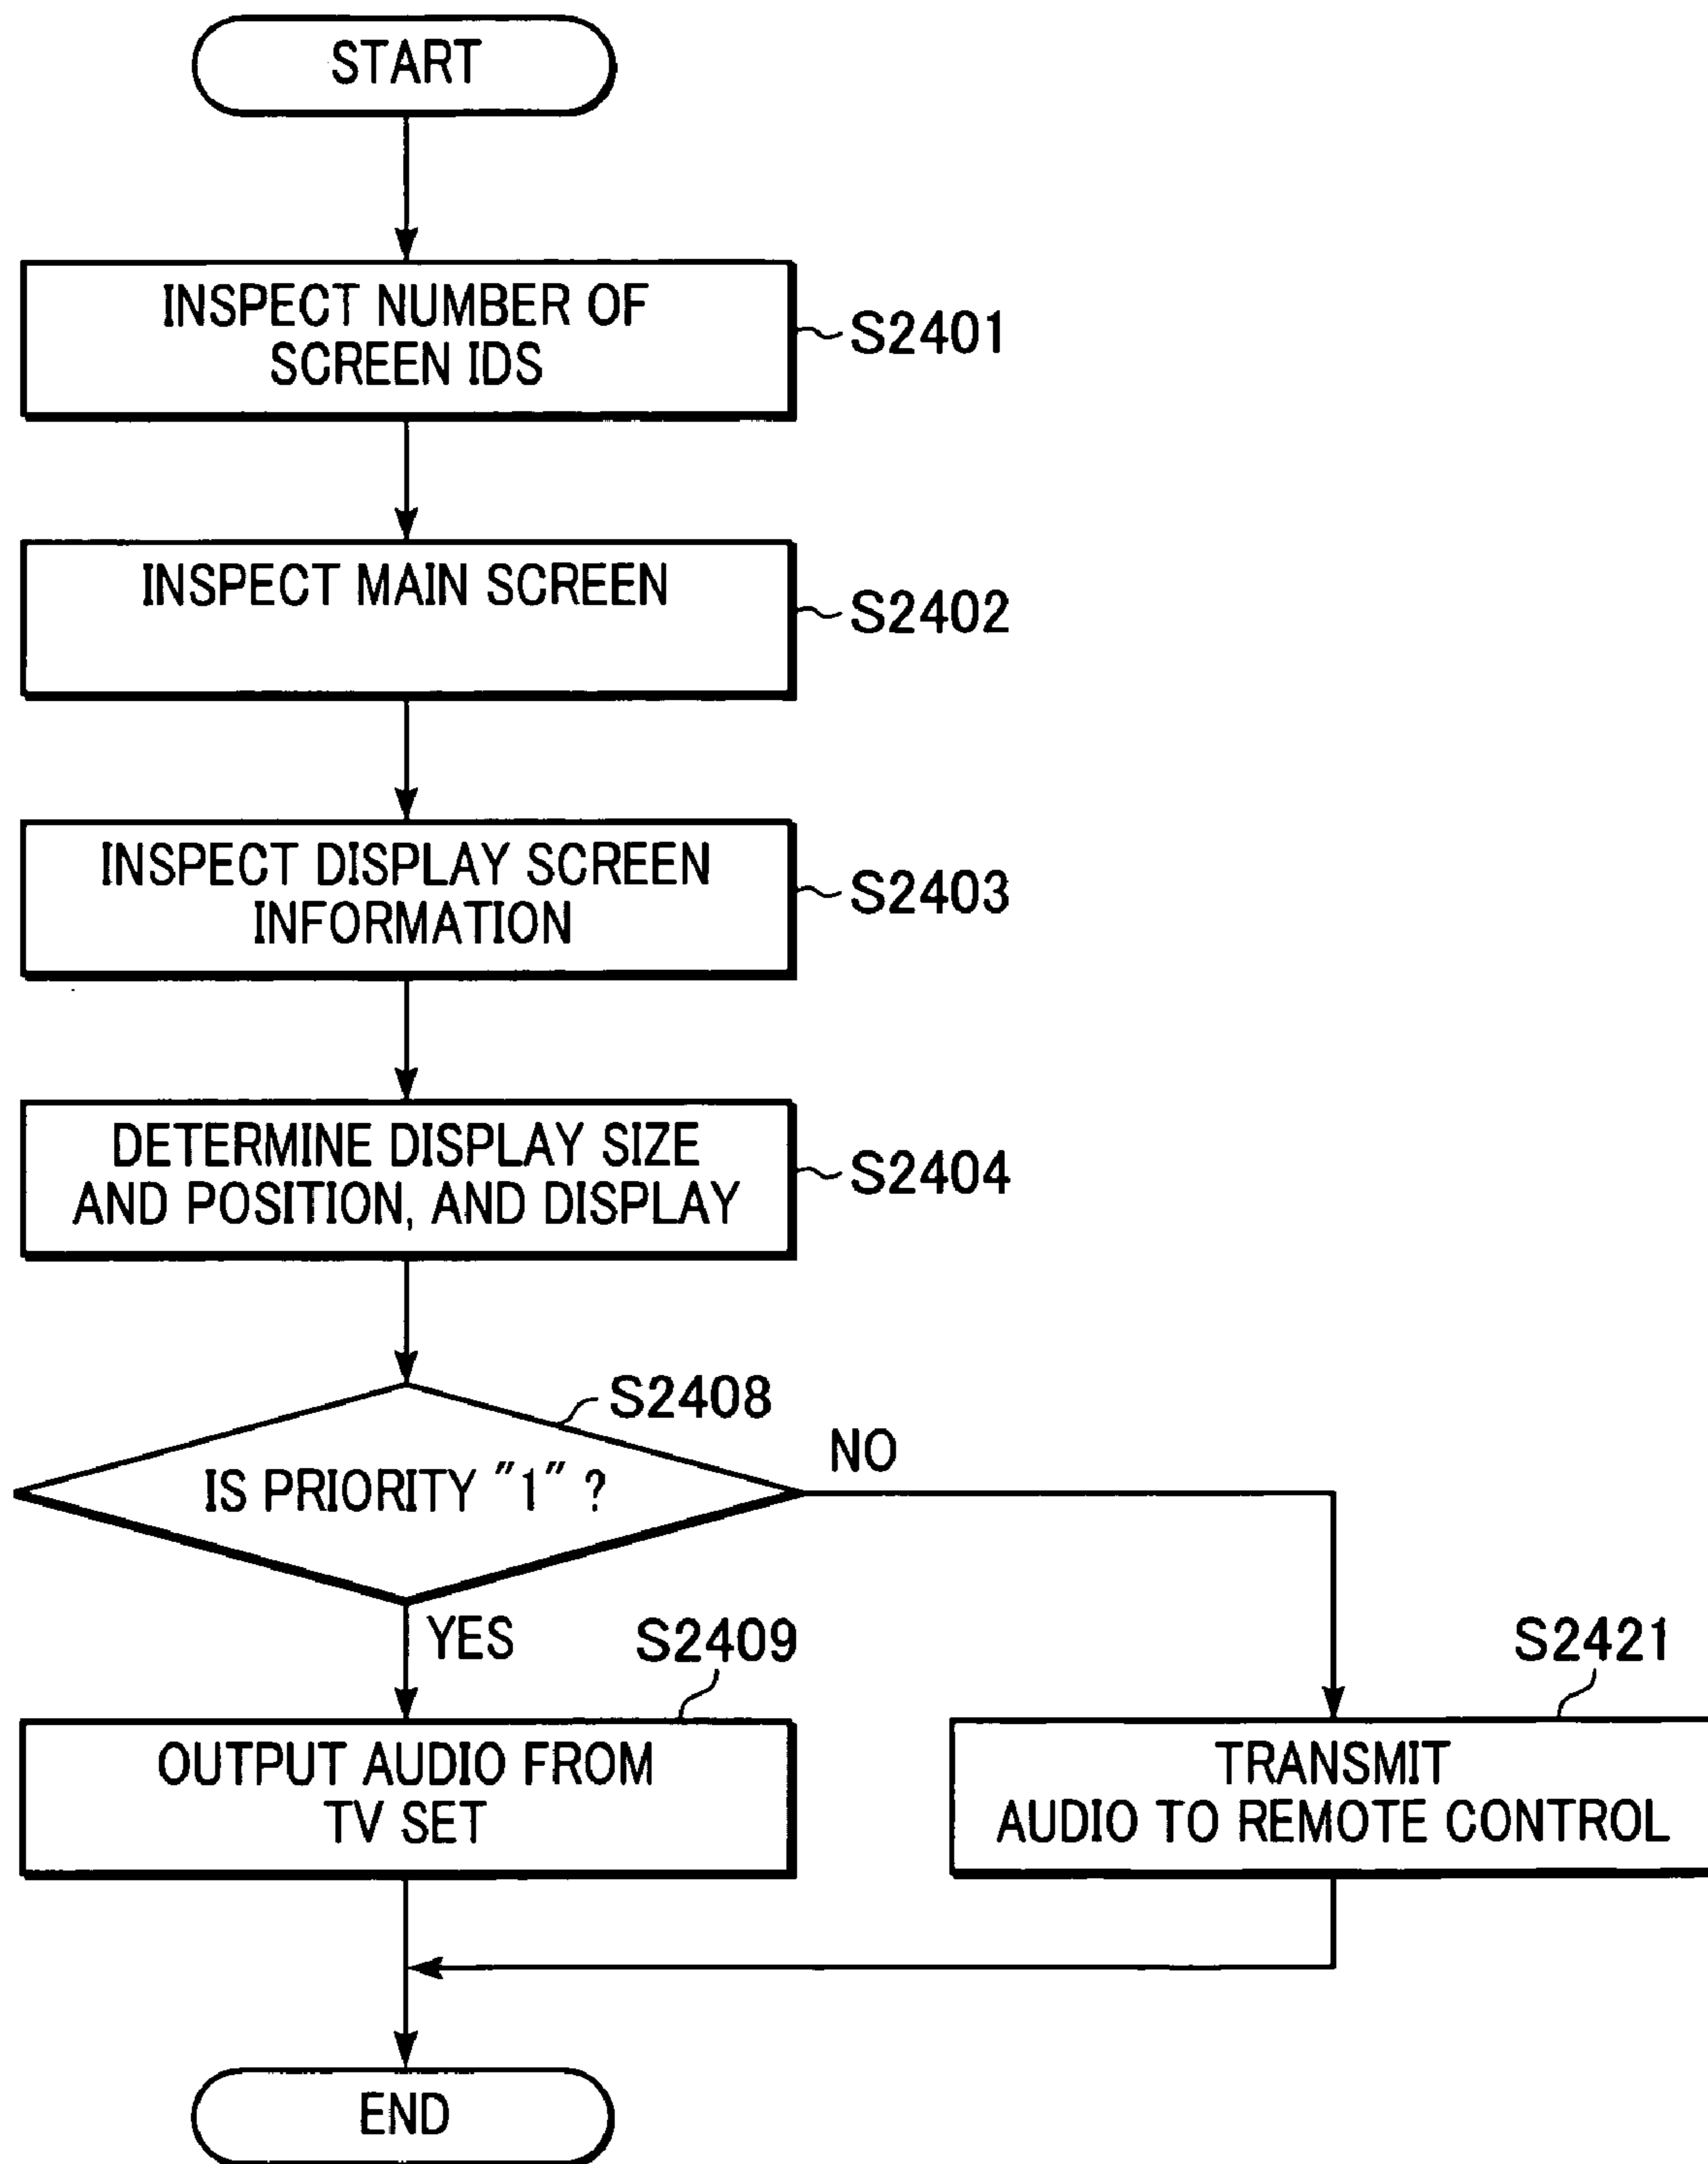 START
INSPECT NUMBER OF
SCREEN IDS
S2401
INSPECT MAIN SCREEN
S2402
INSPECT DISPLAY SCREEN
INFORMATION
S2403
DETERMINE DISPLAY SIZE
AND POSITION, AND DISPLAY
S2404
S2408
IS PRIORITY "1" ?
NO
YES
S2409
OUTPUT AUDIO FROM
TV SET
S2421
TRANSMIT
AUDIO TO REMOTE CONTROL
END